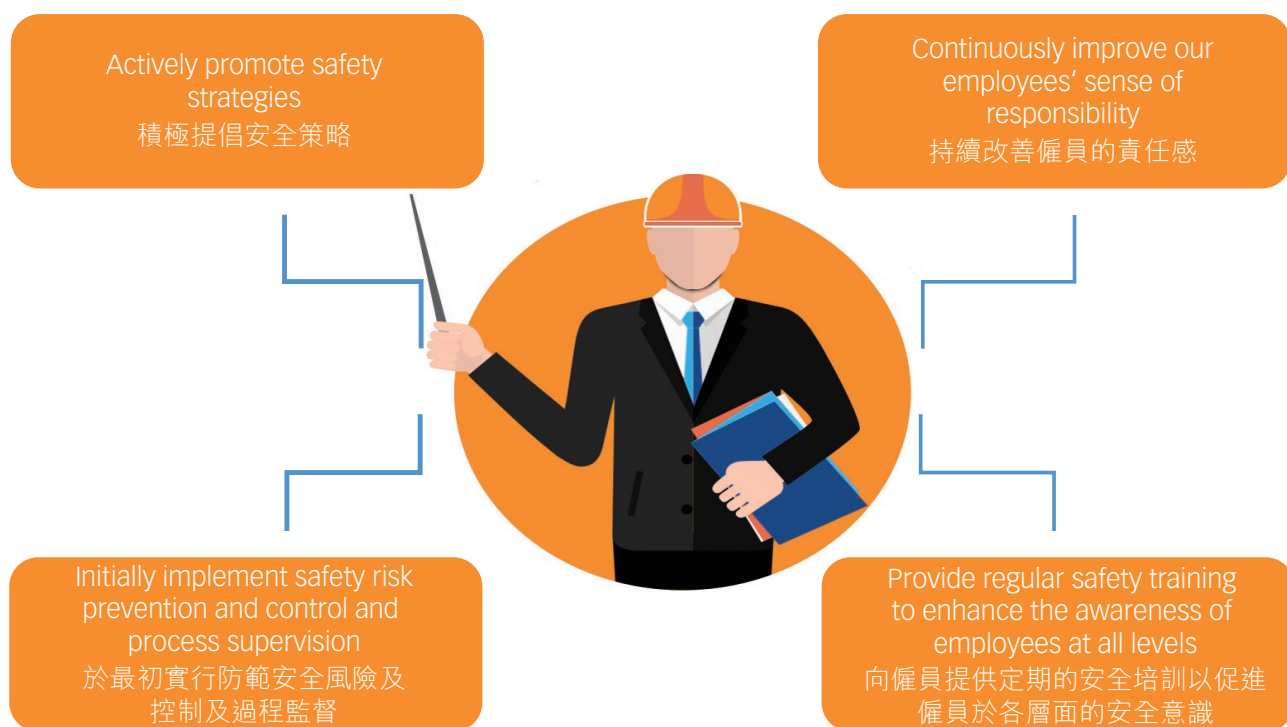 Actively promote safety
strategies
積極提倡安全策略
Continuously improve our
employees’ sense of
responsibility
持續改善僱員的責任感
Initially implement safety risk
prevention and control and
process supervision
於最初實行防範安全風險及
控制及過程監督
Provide regular safety training
to enhance the awareness of
employees at all levels
向僱員提供定期的安全培訓以促進
僱員於各層面的安全意識